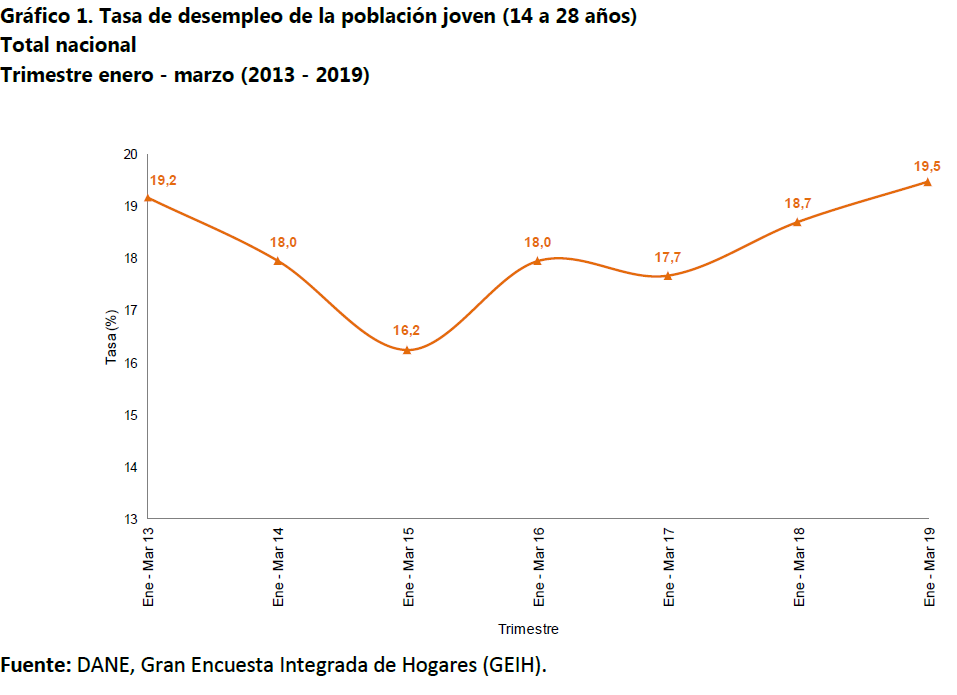 Gráfico 1. Tasa de desempleo de la población joven (14 a 28 años)
Total nacional
Trimestre enero - marzo (2013 - 2019)
20
19
18
17
16
15
14
13
Tasa (%)
19,2
18,0
16,2
18,0
17,7
18,7
19,5
Ene - Mar 13
Ene - Mar 14
Ene - Mar 15
Ene - Mar 16
Ene - Mar 17
Ene - Mar 18
Ene - Mar 19
Trimestre
Fuente: DANE, Gran Encuesta Integrada de Hogares (GEIH).